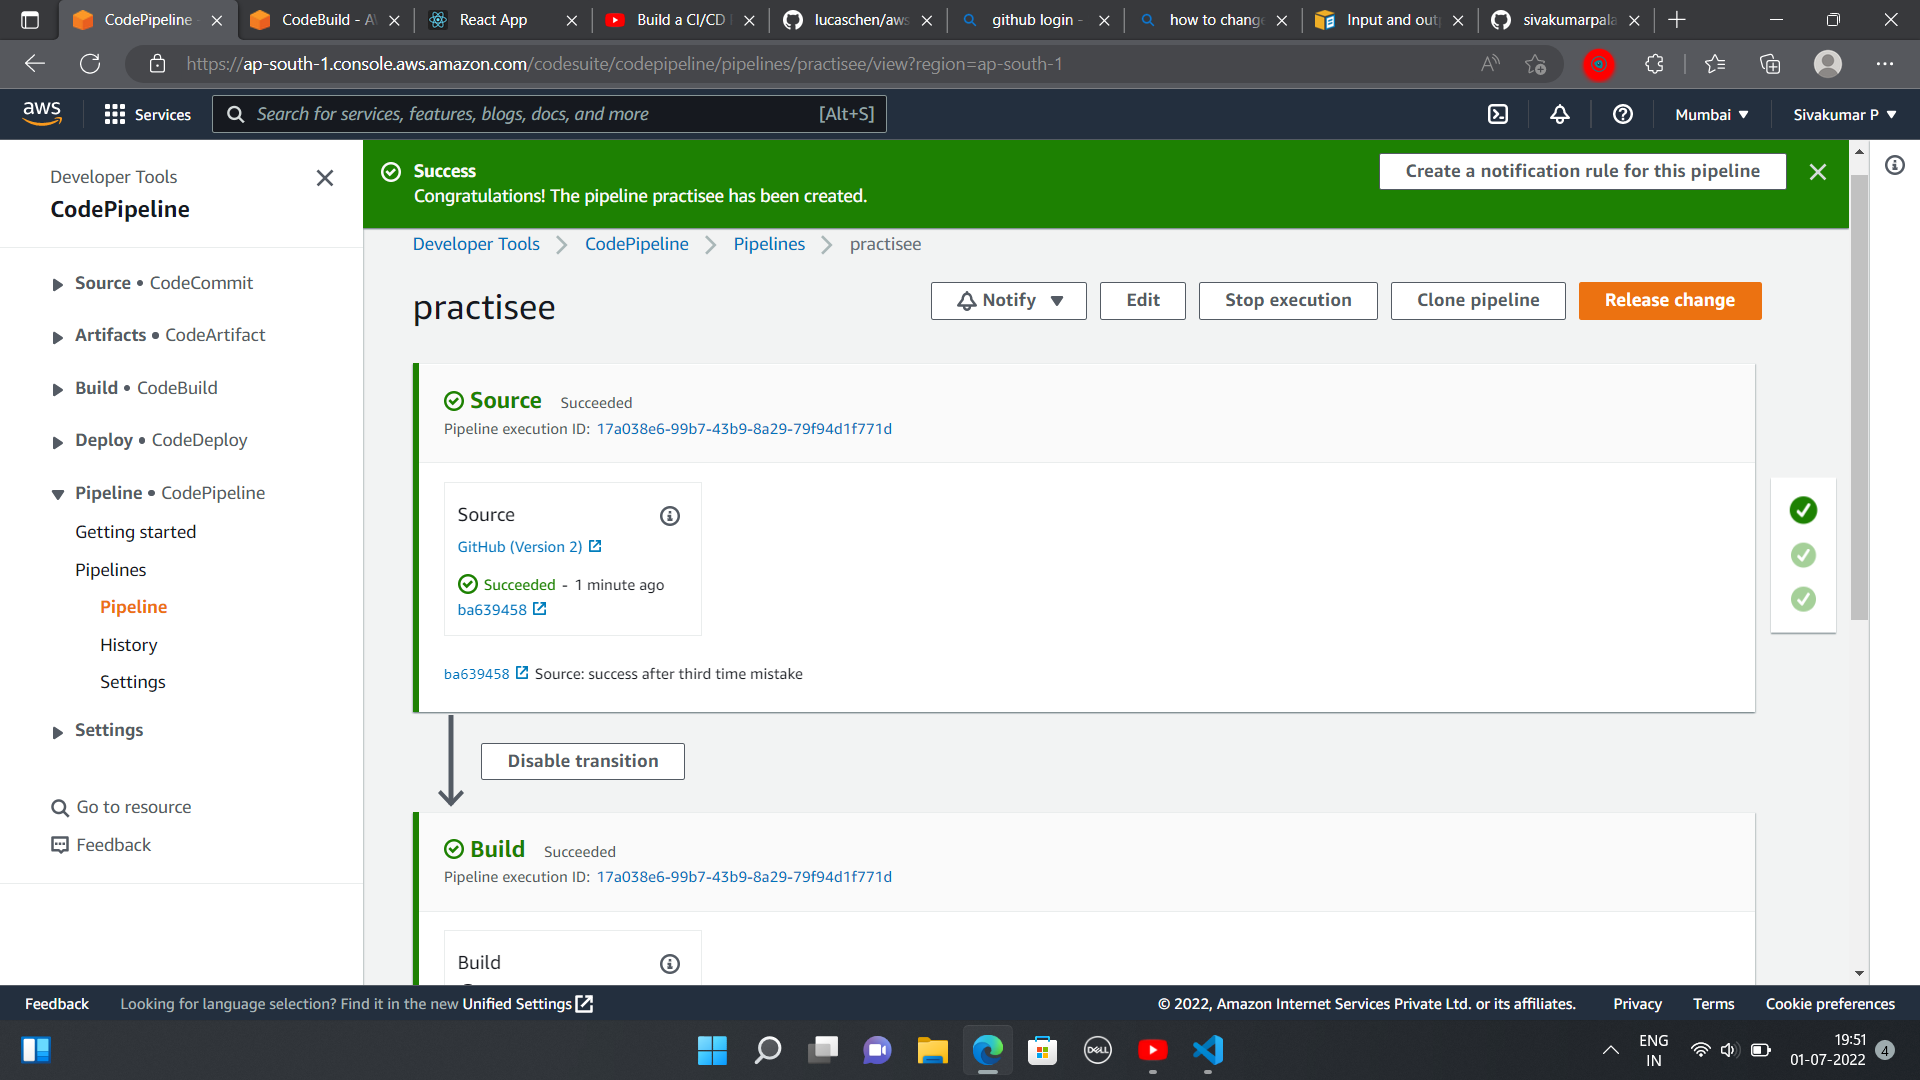 CodePipeline -
CodeBuild - A
React App
Build a CI/CD
lucaschen/aws
github login -
how to change
Input and out
sivakumarpala
https://ap-south-1.console.aws.amazon.com/codesuite/codepipeline/pipelines/practisee/view?region=ap-south-1
aws
Services
Search for services, features, blogs, docs, and more
[Alt+S]
Mumbai ▼
Sivakumar P ▼
Developer Tools
CodePipeline
Source • CodeCommit
Artifacts • CodeArtifact
Build • CodeBuild
Deploy • CodeDeploy
Pipeline • CodePipeline
Getting started
Pipelines
Pipeline
History
Settings
Settings
Go to resource
Feedback
Success
Congratulations! The pipeline practisee has been created.
Create a notification rule for this pipeline
Developer Tools
CodePipeline
Pipelines
practisee
practisee
Notify ▼
Edit
Stop execution
Clone pipeline
Release change
Source Succeeded
Pipeline execution ID: 17a038e6-99b7-43b9-8a29-79f94d1f771d
Source
GitHub (Version 2)
Succeeded - 1 minute ago
ba639458
ba639458 Source: success after third time mistake
Disable transition
Build Succeeded
Pipeline execution ID: 17a038e6-99b7-43b9-8a29-79f94d1f771d
Build
Feedback
Looking for language selection? Find it in the new Unified Settings
© 2022, Amazon Internet Services Private Ltd. or its affiliates.
Privacy
Terms
Cookie preferences
DELL
ENG
IN
19:51
01-07-2022
4